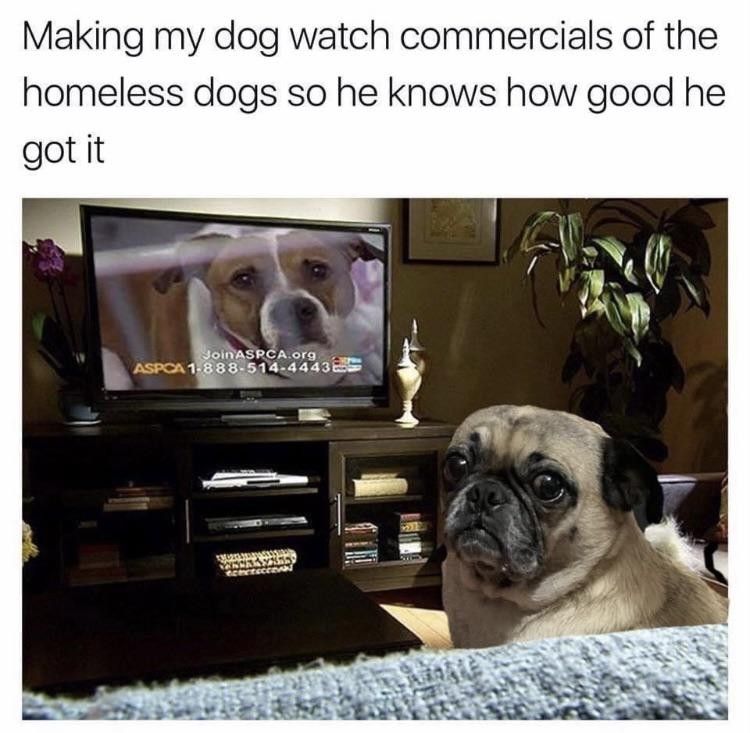 Making my dog watch commercials of the
homeless dogs so he knows how good he
got it
JoinASPCA.org
ASPCA 1-888-514-4443